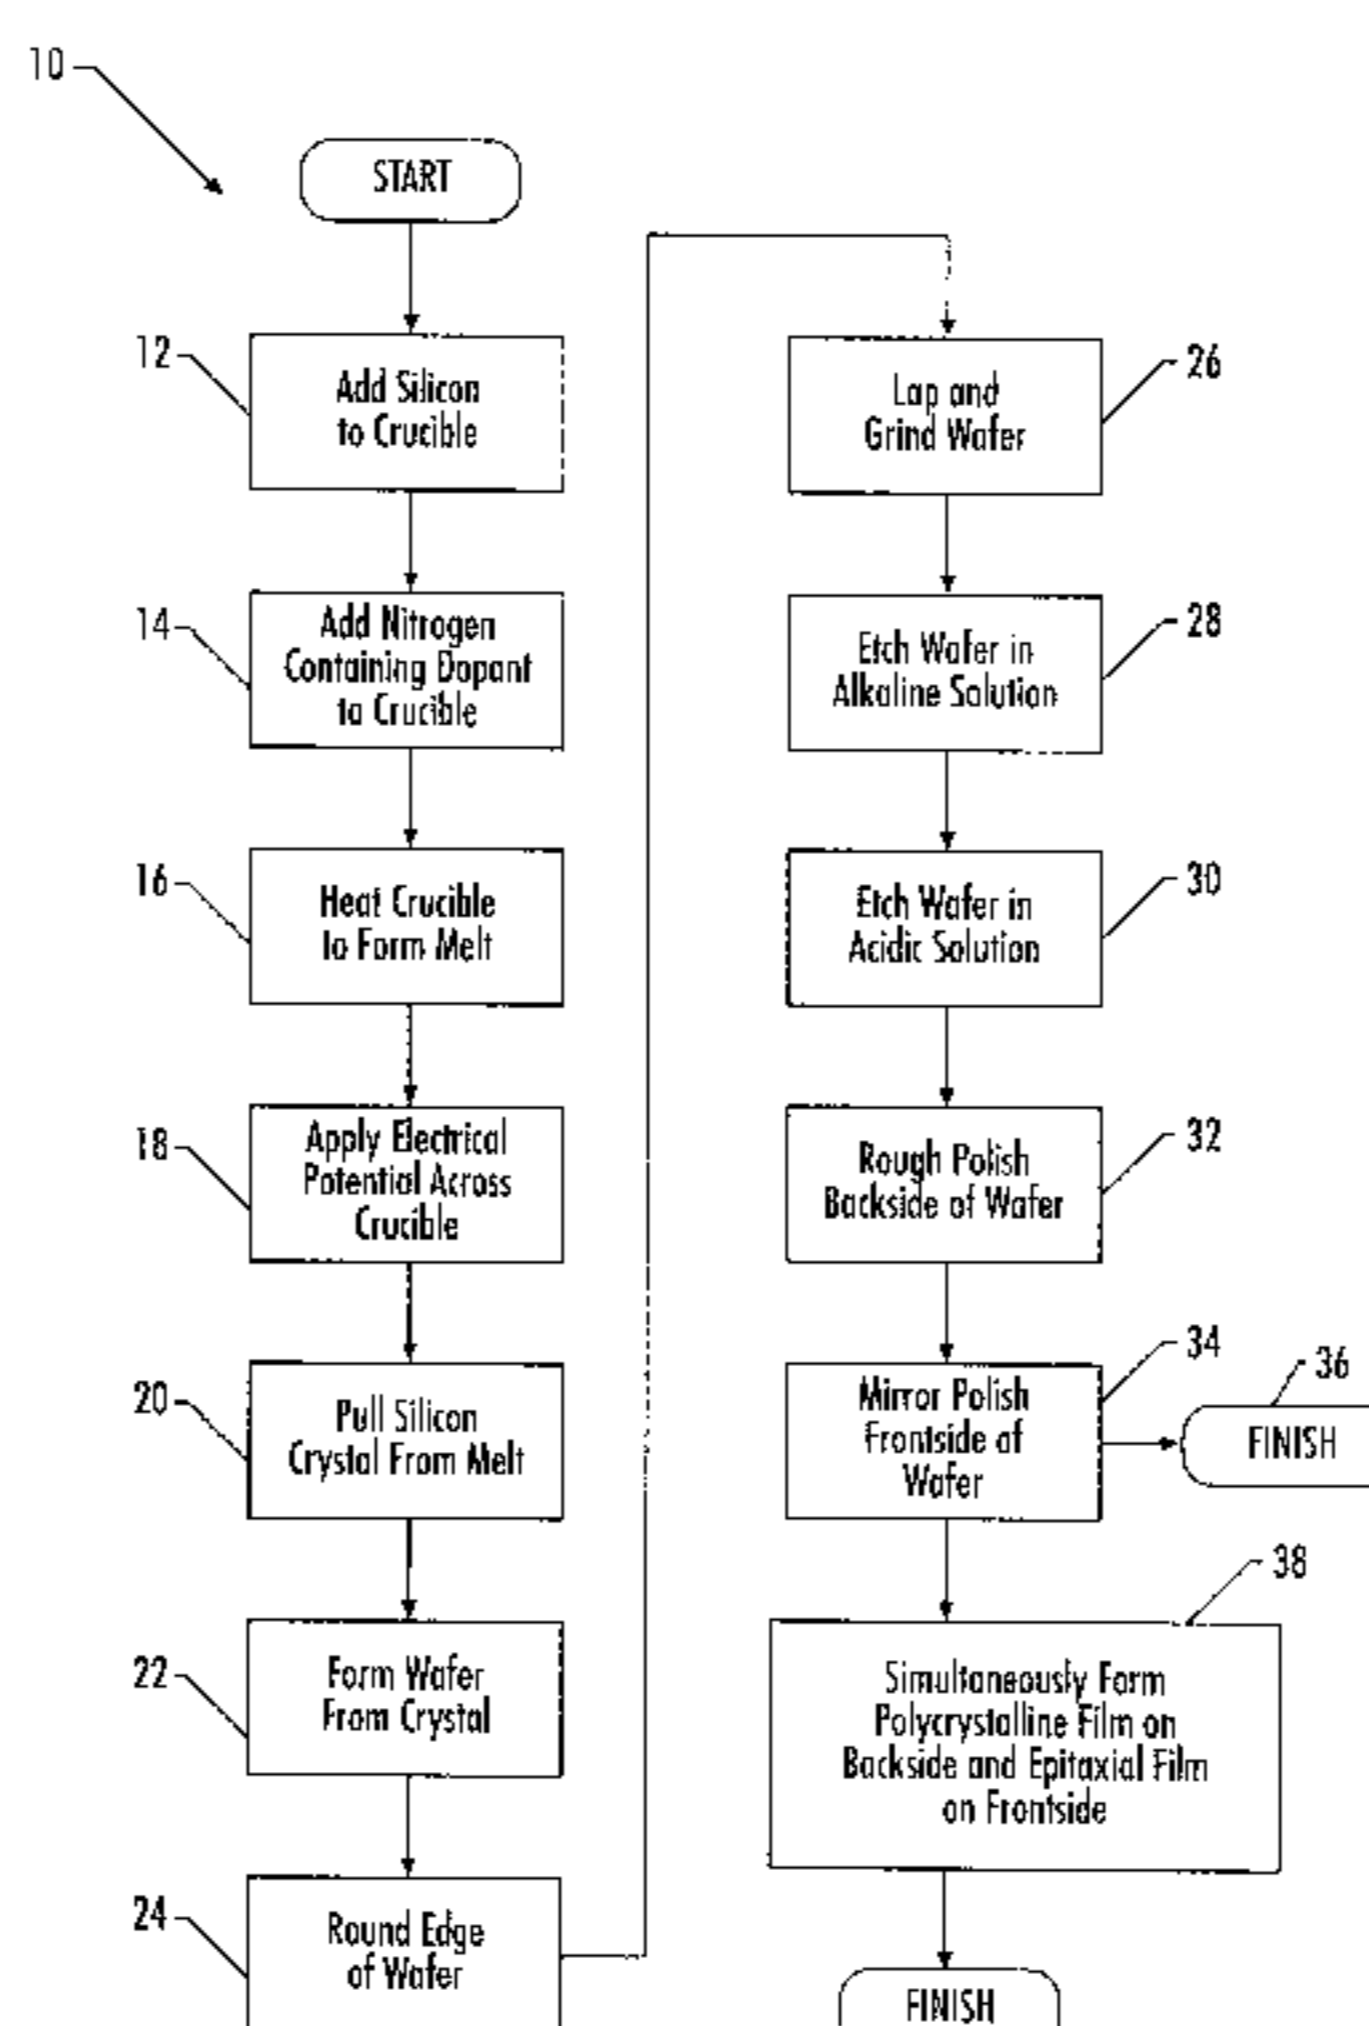 10
START
12
Add Silicon
to Crucible
14
Add Nitrogen
Containing Dopant
to Crucible
16
Heat Crucible
to Form Melt
18
Apply Electrical
Potential Across
Crucible
20
Pull Silicon
Crystal From Melt
22
Form Wafer
From Crystal
24
Round Edge
of Wafer
26
Lap and
Grind Wafer
28
Etch Wafer in
Alkaline Solution
30
Etch Wafer in
Acidic Solution
32
Rough Polish
Backside of Wafer
34
Mirror Polish
Frontside of
Wafer
36
FINISH
38
Simultaneously Form
Polycrystalline Film on
Backside and Epitaxial Film
on Frontside
FINISH